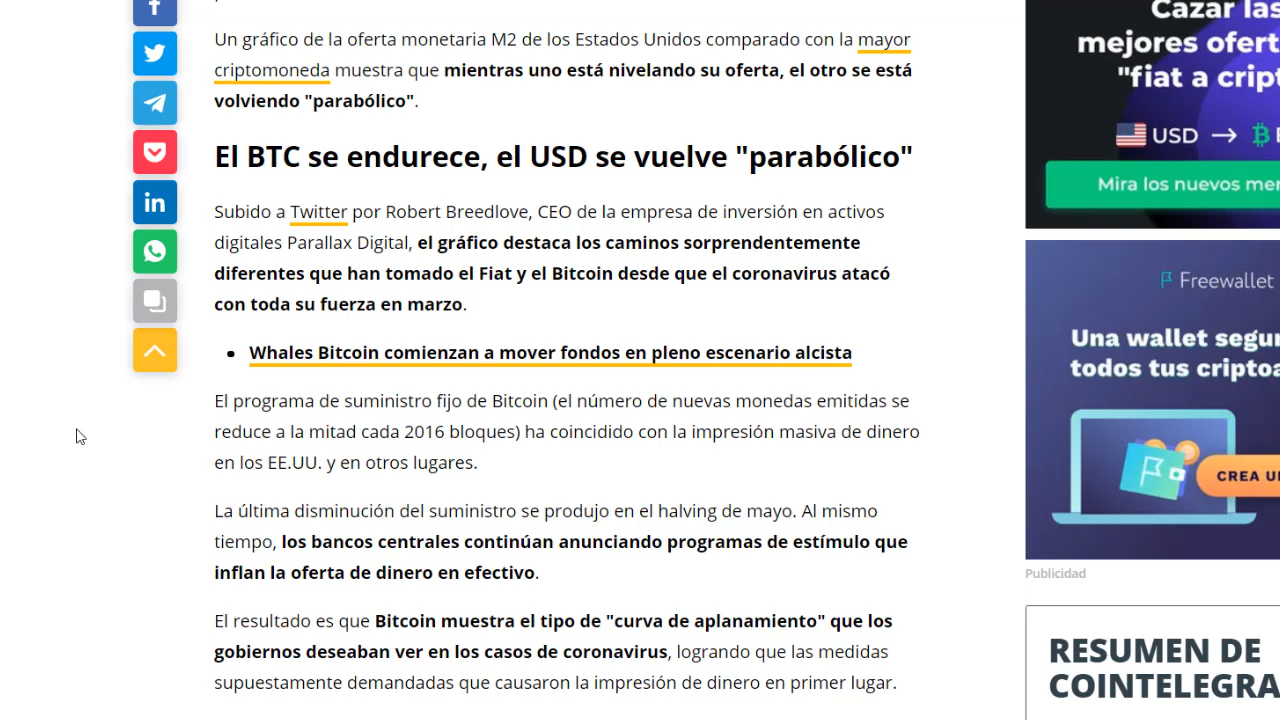 Un gráfico de la oferta monetaria M2 de los Estados Unidos comparado con la mayor
criptomoneda muestra que mientras uno está nivelando su oferta, el otro se está
volviendo "parabólico".
El BTC se endurece, el USD se vuelve "parabólico"
Subido a Twitter por Robert Breedlove, CEO de la empresa de inversión en activos
digitales Parallax Digital, el gráfico destaca los caminos sorprendentemente
diferentes que han tomado el Fiat y el Bitcoin desde que el coronavirus atacó
con toda su fuerza en marzo.
Whales Bitcoin comienzan a mover fondos en pleno escenario alcista
El programa de suministro fijo de Bitcoin (el número de nuevas monedas emitidas se
reduce a la mitad cada 2016 bloques) ha coincidido con la impresión masiva de dinero
en los EE.UU. y en otros lugares.
La última disminución del suministro se produjo en el halving de mayo. Al mismo
tiempo, los bancos centrales continúan anunciando programas de estímulo que
inflan la oferta de dinero en efectivo.
El resultado es que Bitcoin muestra el tipo de "curva de aplanamiento" que los
gobiernos deseaban ver en los casos de coronavirus, logrando que las medidas
supuestamente demandadas que causaron la impresión de dinero en primer lugar.
Cazar las
mejores ofert
"fiat a cript
USD →
Mira los nuevos mer
Freewallet
Una wallet segur
todos tus criptoa
CREA U
Publicidad
RESUMEN DE
COINTELEGRA